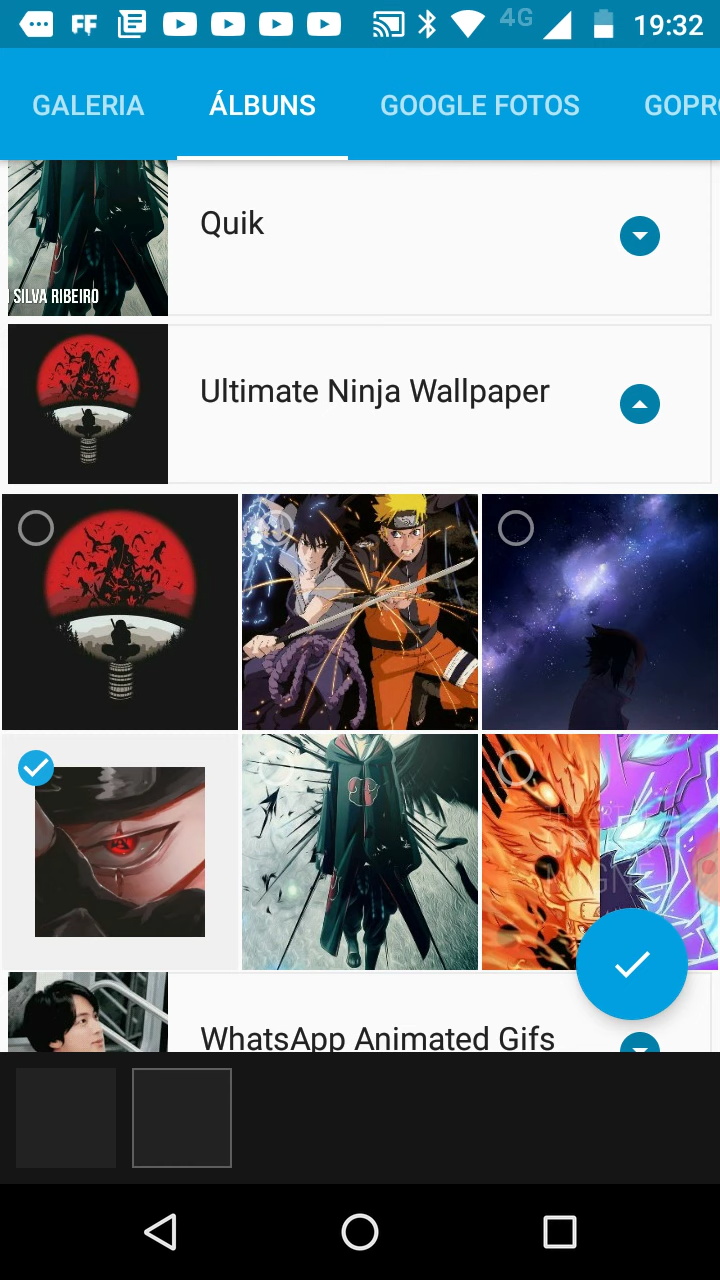 FF
4G
19:32
GALERIA
ÁLBUNS
GOOGLE FOTOS
GOPR
Quik
SILVA RIBEIRO
Ultimate Ninja Wallpaper
WhatsApp Animated Gifs